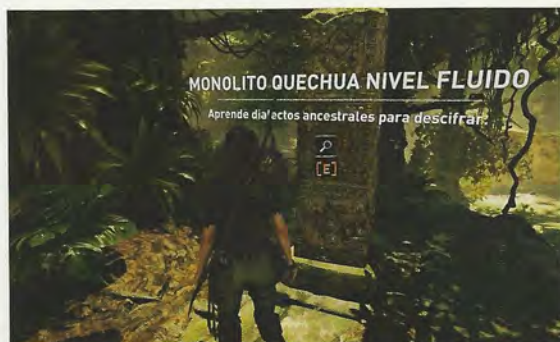 MONOLITO QUECHUA NIVEL FLUIDO
Aprende dialectos ancestrales para descifrar.
[E]